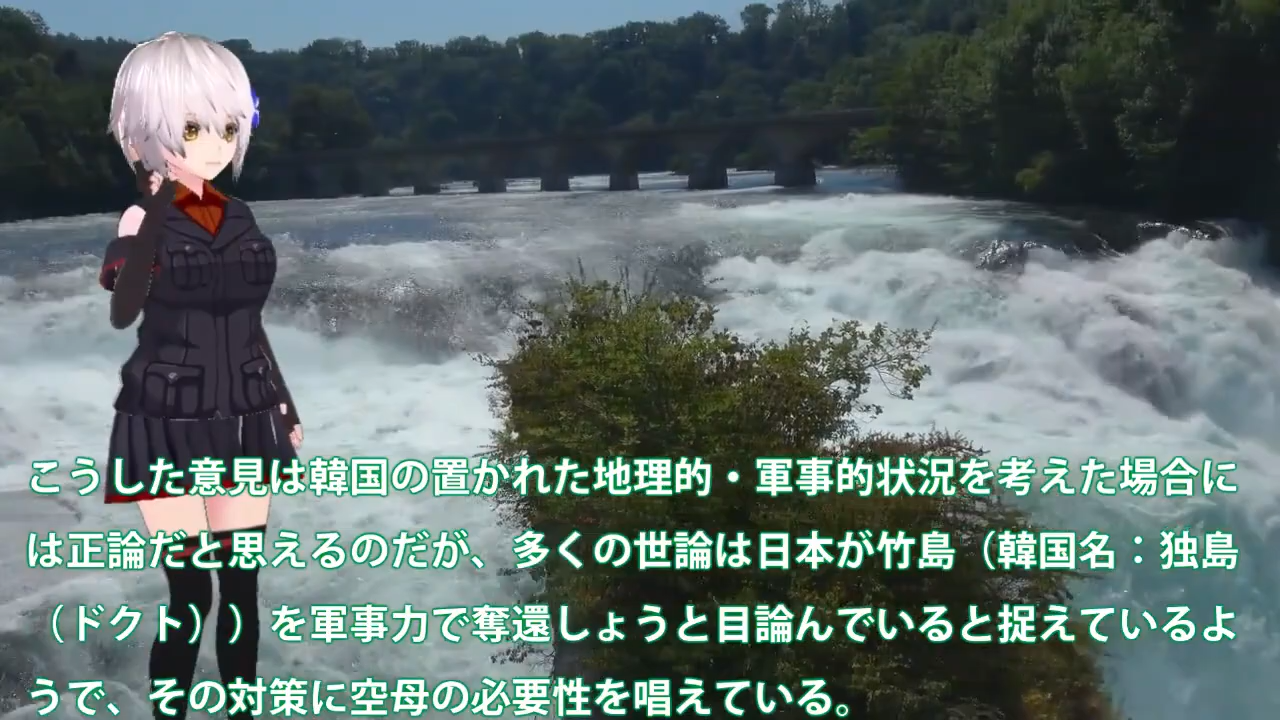 こうした意見は韓国の置かれた地理的・軍事的状況を考えた場合に
は正論だと思えるのだが、多くの世論は日本が竹島（韓国名：独島
（ドクト））を軍事力で奪還しょうと目論んでいると捉えているよ
うで、その対策に空母の必要性を唱えている。